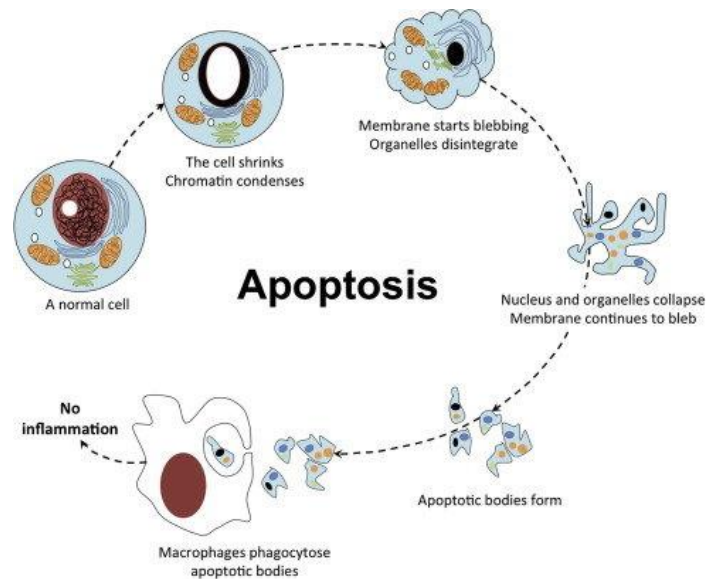 A normal cell
The cell shrinks
Chromatin condenses
Membrane starts blebbing
Organelles disintegrate
Apoptosis
Nucleus and organelles collapse
Membrane continues to bleb
Apoptotic bodies form
Macrophages phagocytose
apoptotic bodies
No
inflammation